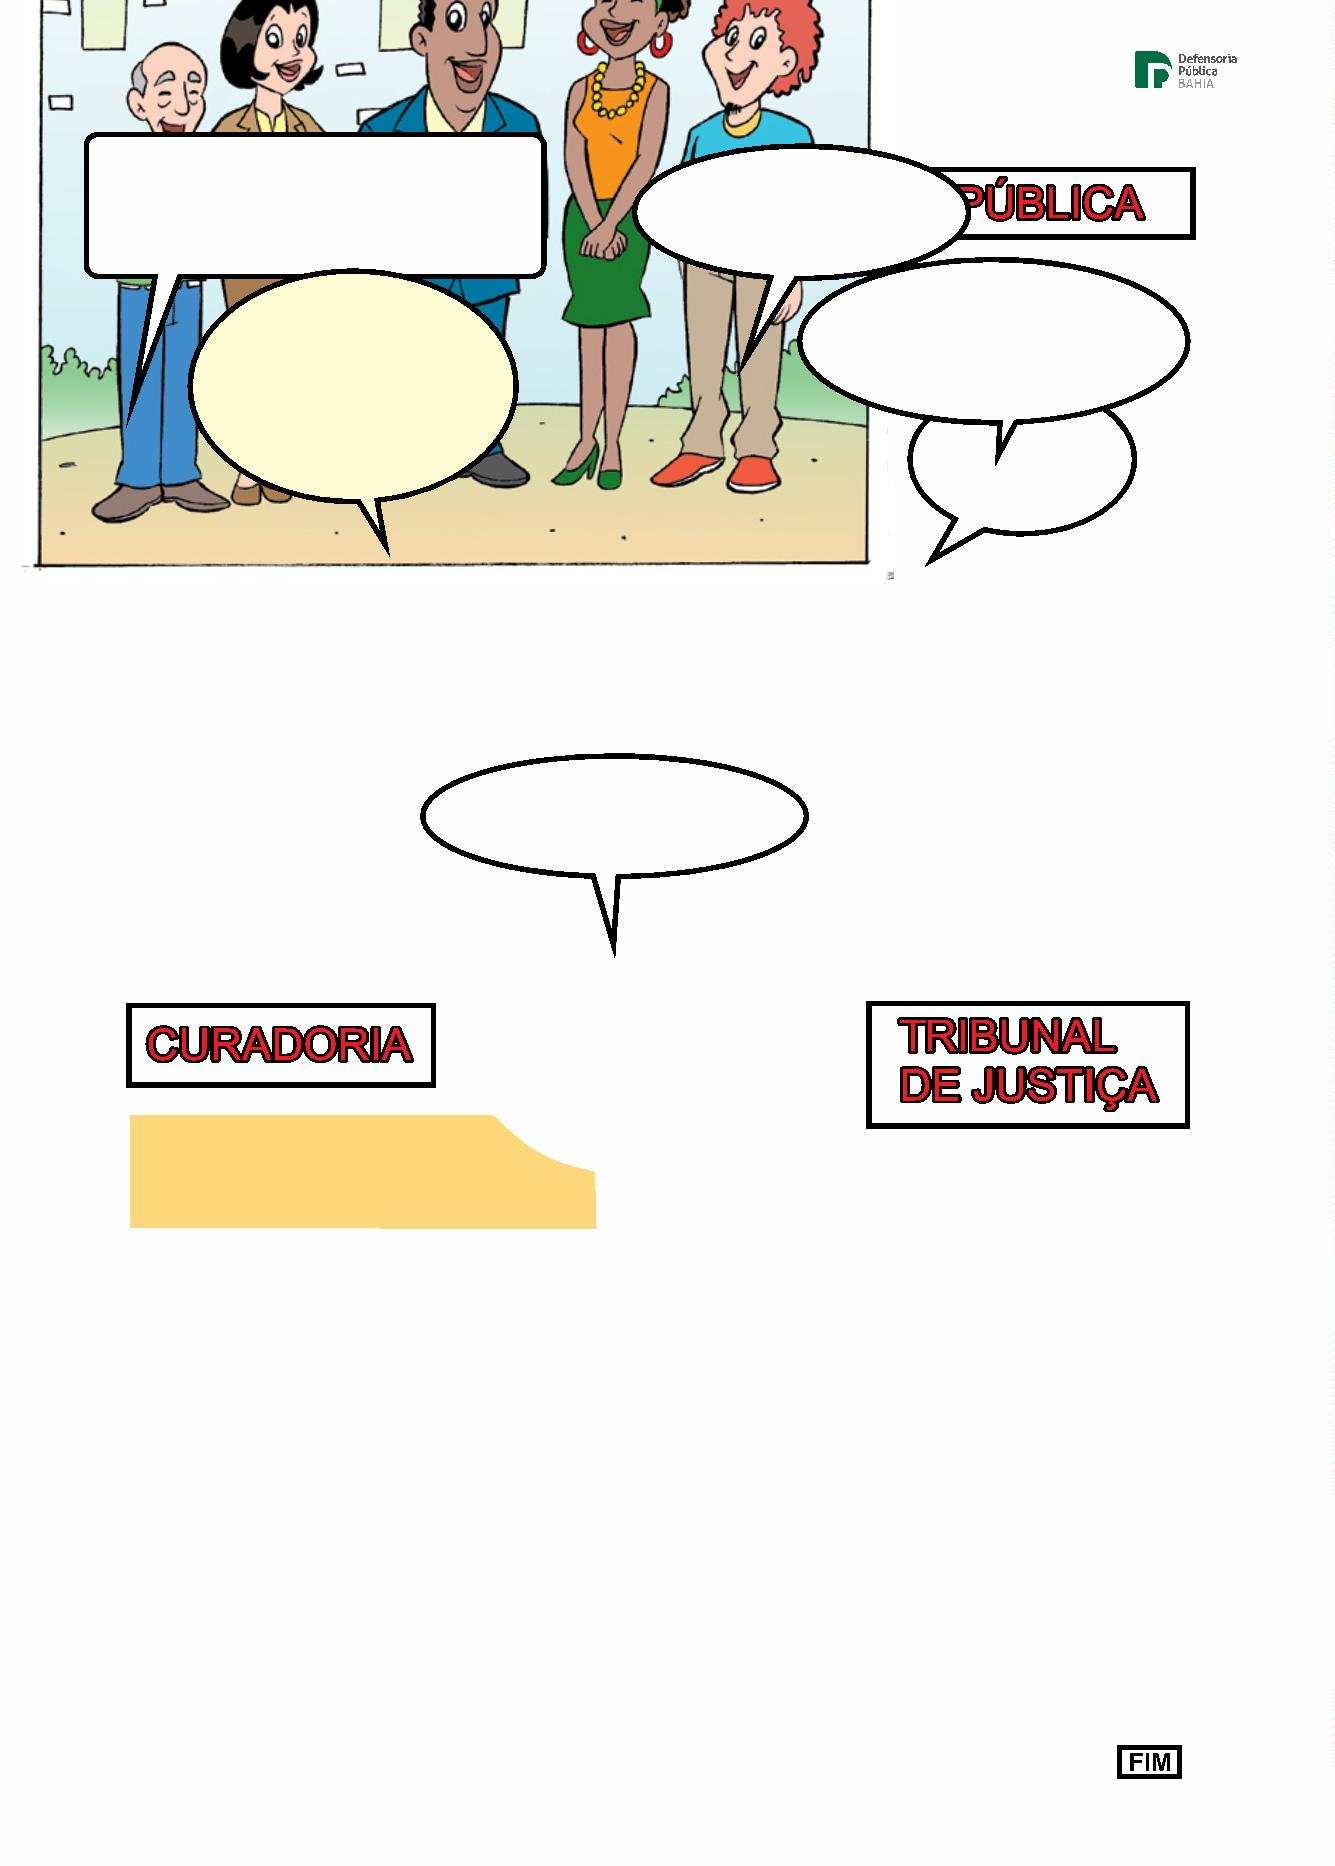 Defensoria
Pública
BAHIA
PÚBLICA
CURADORIA
TRIBUNAL
DE JUSTIÇA
FIM